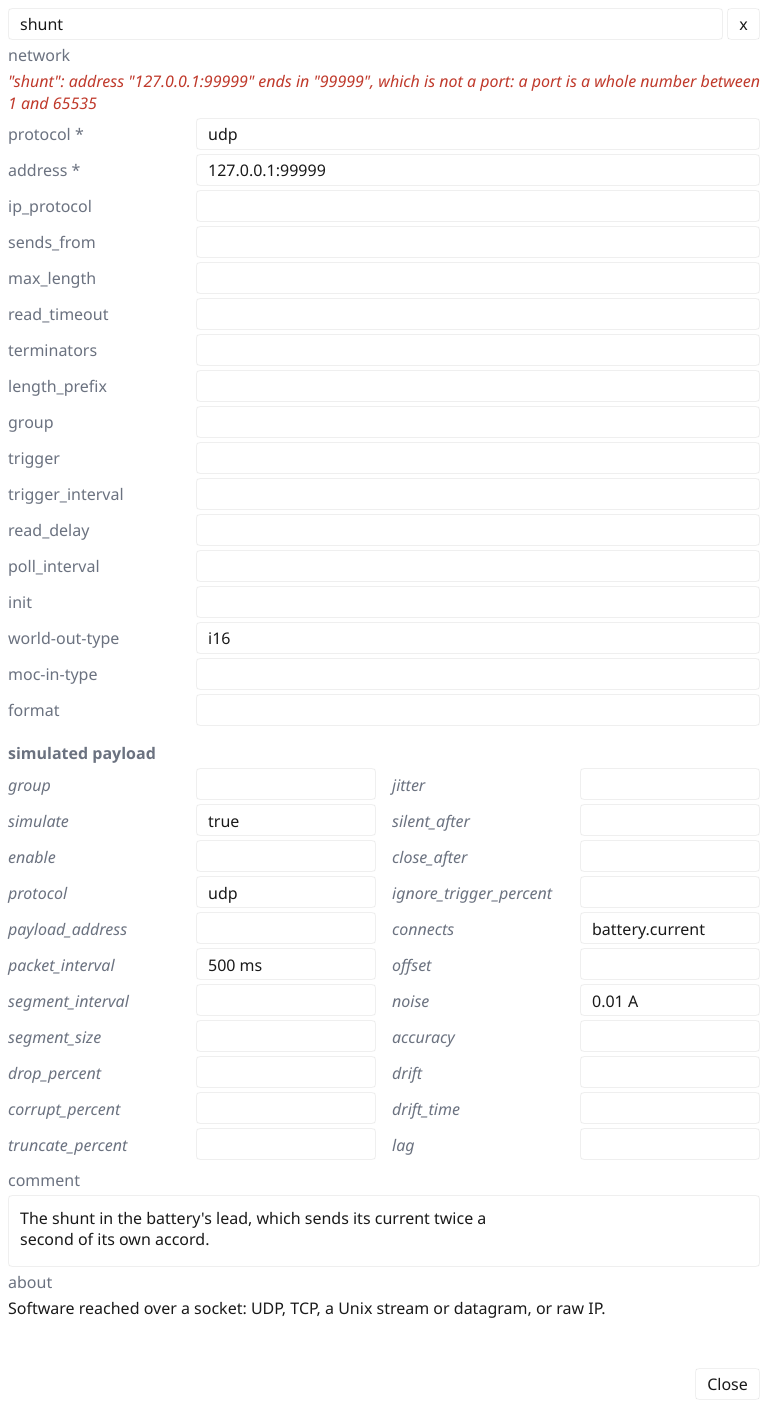 shunt x
network
"shunt": address "127.0.0.1:99999" ends in "99999", which is not a port: a port is a whole number between
1 and 65535
protocol * udp
address * 127.0.0.1:99999
ip_protocol
sends_from
max_length
read_timeout
terminators
length_prefix
group
trigger
trigger_interval
read_delay
poll_interval
init
world-out-type i16
moc-in-type
format
simulated payload
group jitter
simulate true silent_after
enable close_after
protocol udp ignore_trigger_percent
payload_address connects battery.current
packet_interval 500 ms offset
segment_interval noise 0.01 A
segment_size accuracy
drop_percent drift
corrupt_percent drift_time
truncate_percent lag
comment
The shunt in the battery's lead, which sends its current twice a
second of its own accord.
about
Software reached over a socket: UDP, TCP, a Unix stream or datagram, or raw IP.
Close